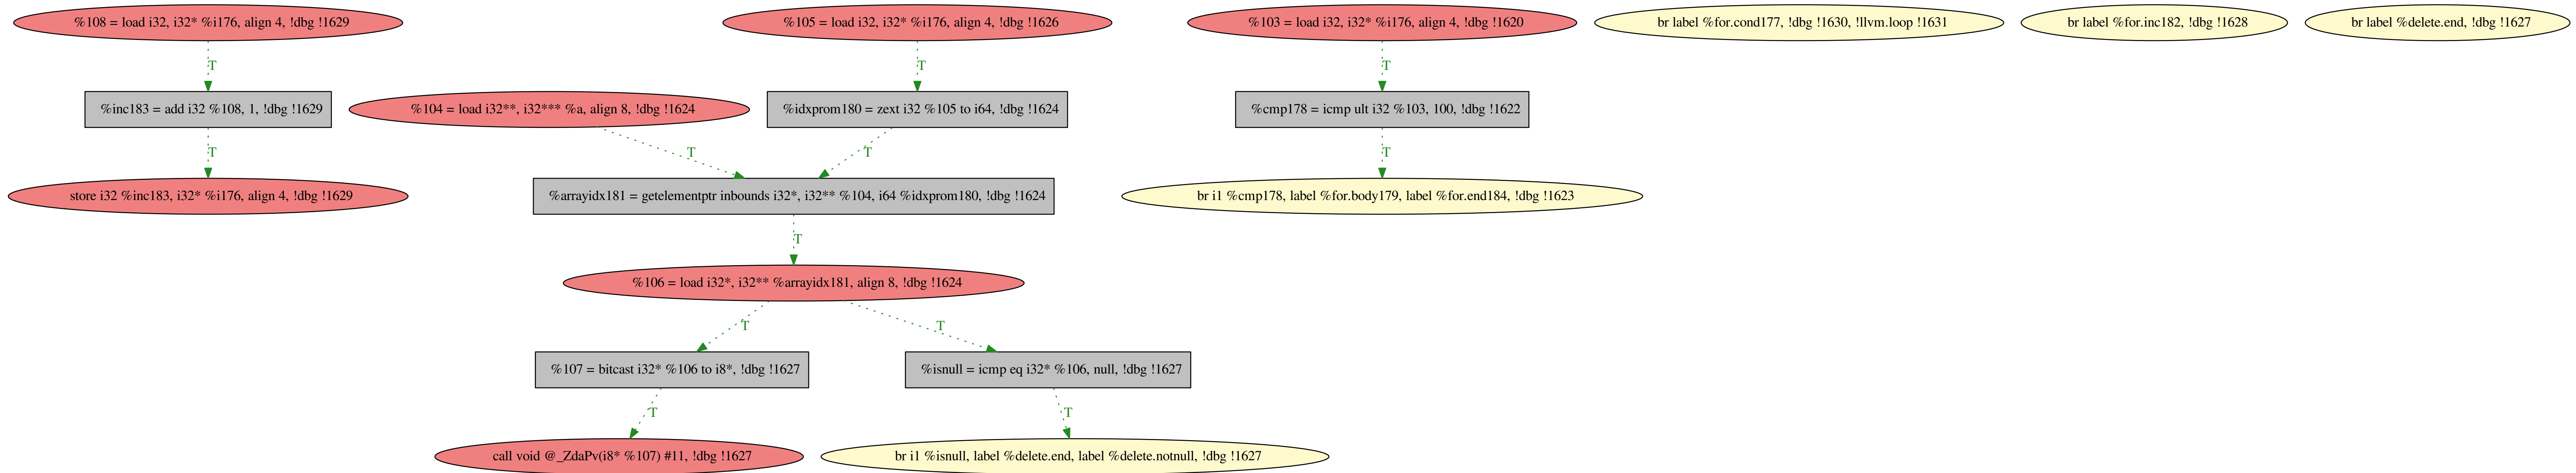 %108 = load i32, i32* %i176, align 4, !dbg !1629
%105 = load i32, i32* %i176, align 4, !dbg !1626
%103 = load i32, i32* %i176, align 4, !dbg !1620
br label %for.cond177, !dbg !1630, !llvm.loop !1631
br label %for.inc182, !dbg !1628
br label %delete.end, !dbg !1627
T
T
T
%inc183 = add i32 %108, 1, !dbg !1629
%104 = load i32**, i32*** %a, align 8, !dbg !1624
%idxprom180 = zext i32 %105 to i64, !dbg !1624
%cmp178 = icmp ult i32 %103, 100, !dbg !1622
T
T
T
T
store i32 %inc183, i32* %i176, align 4, !dbg !1629
%arrayidx181 = getelementptr inbounds i32*, i32** %104, i64 %idxprom180, !dbg !1624
br i1 %cmp178, label %for.body179, label %for.end184, !dbg !1623
T
%106 = load i32*, i32** %arrayidx181, align 8, !dbg !1624
T
T
%107 = bitcast i32* %106 to i8*, !dbg !1627
%isnull = icmp eq i32* %106, null, !dbg !1627
T
T
call void @_ZdaPv(i8* %107) #11, !dbg !1627
br i1 %isnull, label %delete.end, label %delete.notnull, !dbg !1627